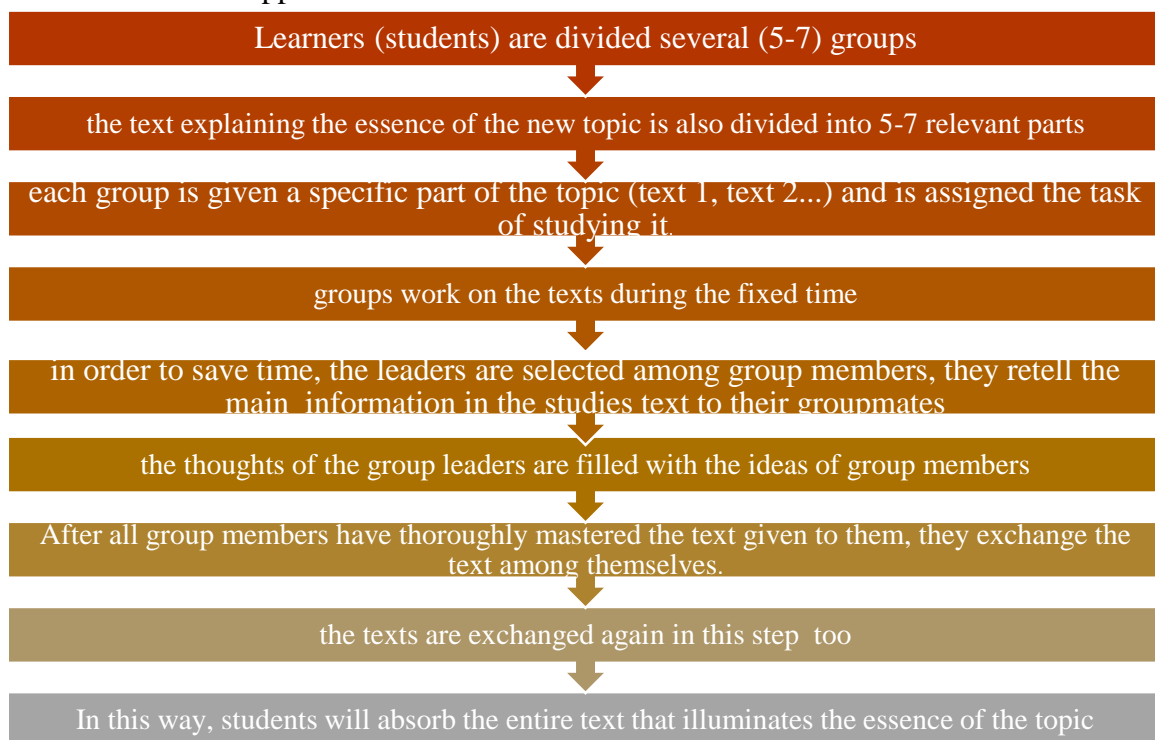 Learners (students) are divided several (5-7) groups
the text explaining the essence of the new topic is also divided into 5-7 relevant parts
each group is given a specific part of the topic (text 1, text 2...) and is assigned the task
of studying it.
groups work on the texts during the fixed time
in order to save time, the leaders are selected among group members, they retell the
main information in the studies text to their groupmates
the thoughts of the group leaders are filled with the ideas of group members
After all group members have thoroughly mastered the text given to them, they exchange the
text among themselves.
the texts are exchanged again in this step too
In this way, students will absorb the entire text that illuminates the essence of the topic